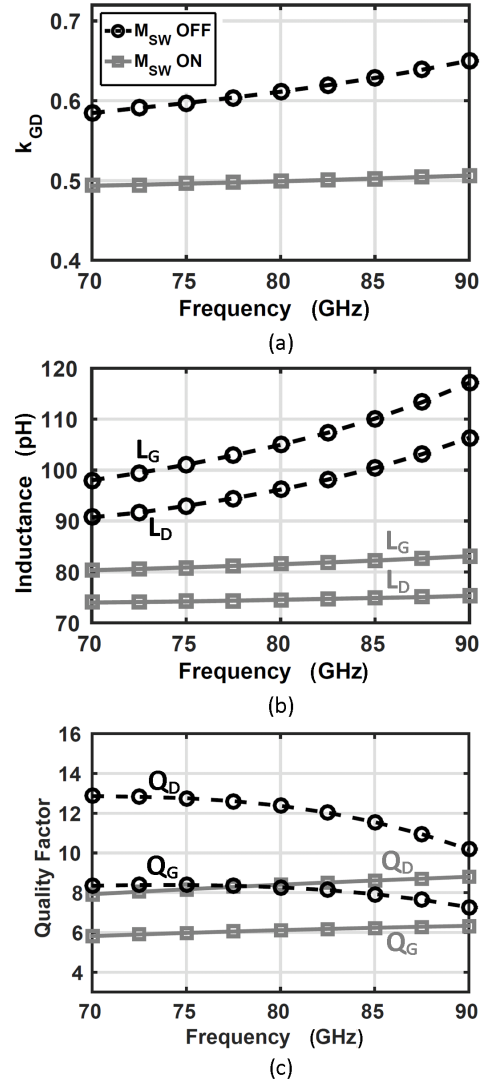 0.7
M_SW OFF
M_SW ON
0.6
k_GD
0.5
0.4
70 75 80 85 90
Frequency (GHz)
(a)
120
110
Inductance (pH)
L_G
100
L_D
90
L_G
80
L_D
70
70 75 80 85 90
Frequency (GHz)
(b)
16
14
Q_D
12
Quality Factor
10
Q_G
Q_D
8
6
Q_G
4
70 75 80 85 90
Frequency (GHz)
(c)